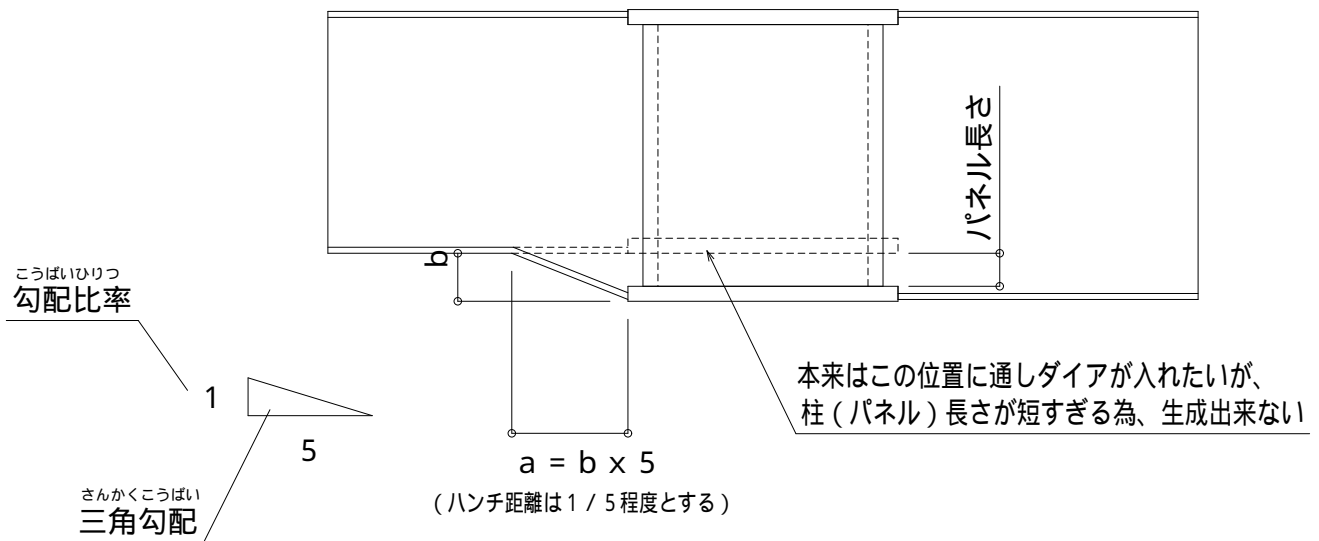 パネル長さ
b
こうばいひりつ
勾配比率
本来はこの位置に通しダイアが入れたいが、
柱（パネル）長さが短すぎる為、生成出来ない
1
5
a = b x 5
（ハンチ距離は1 / 5程度とする）
さんかくこうばい
三角勾配